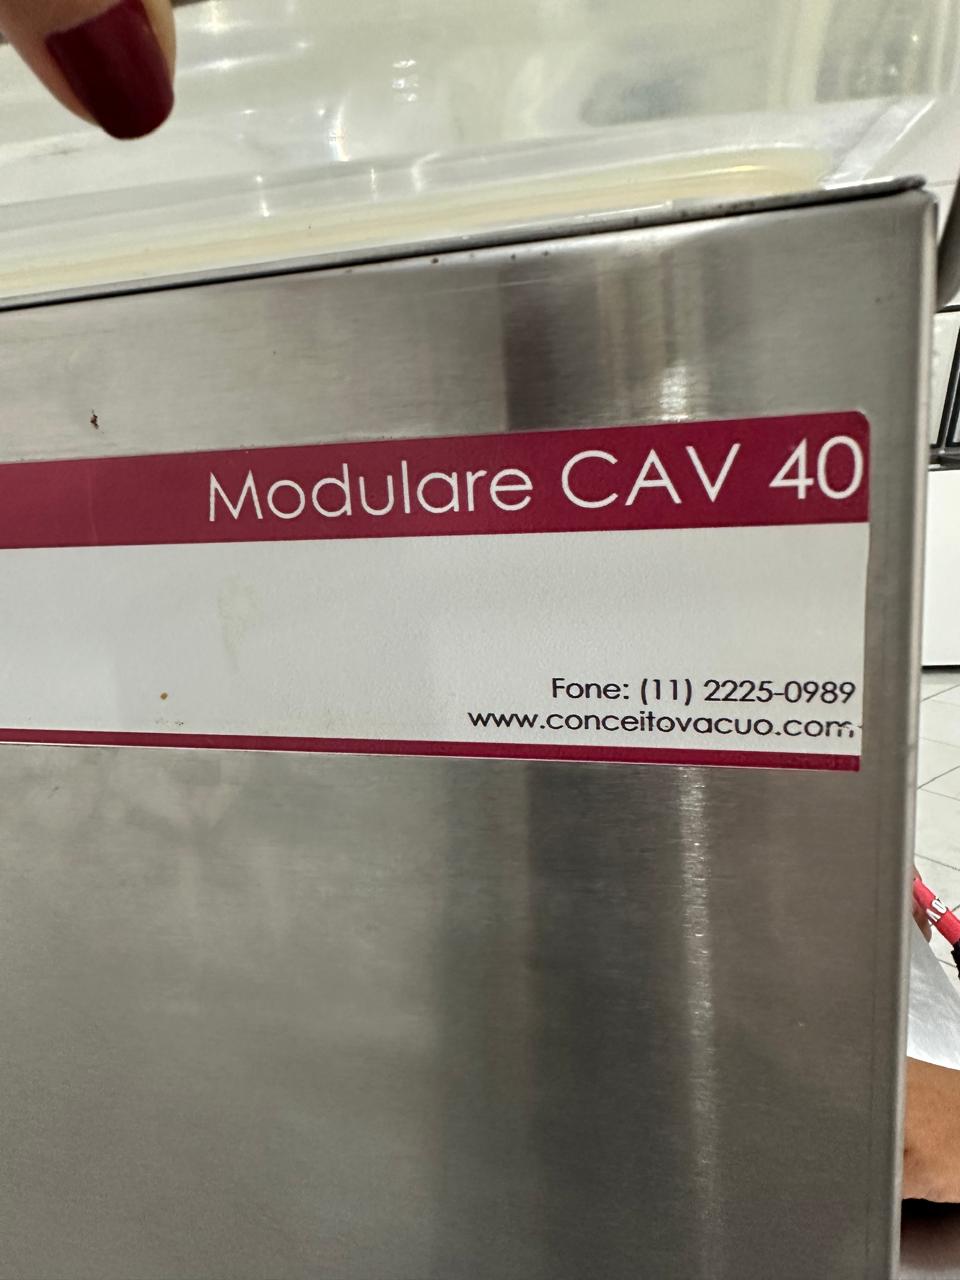 Modulare CAV 40
Fone: (11) 2225-0989
www.conceitovacuo.com